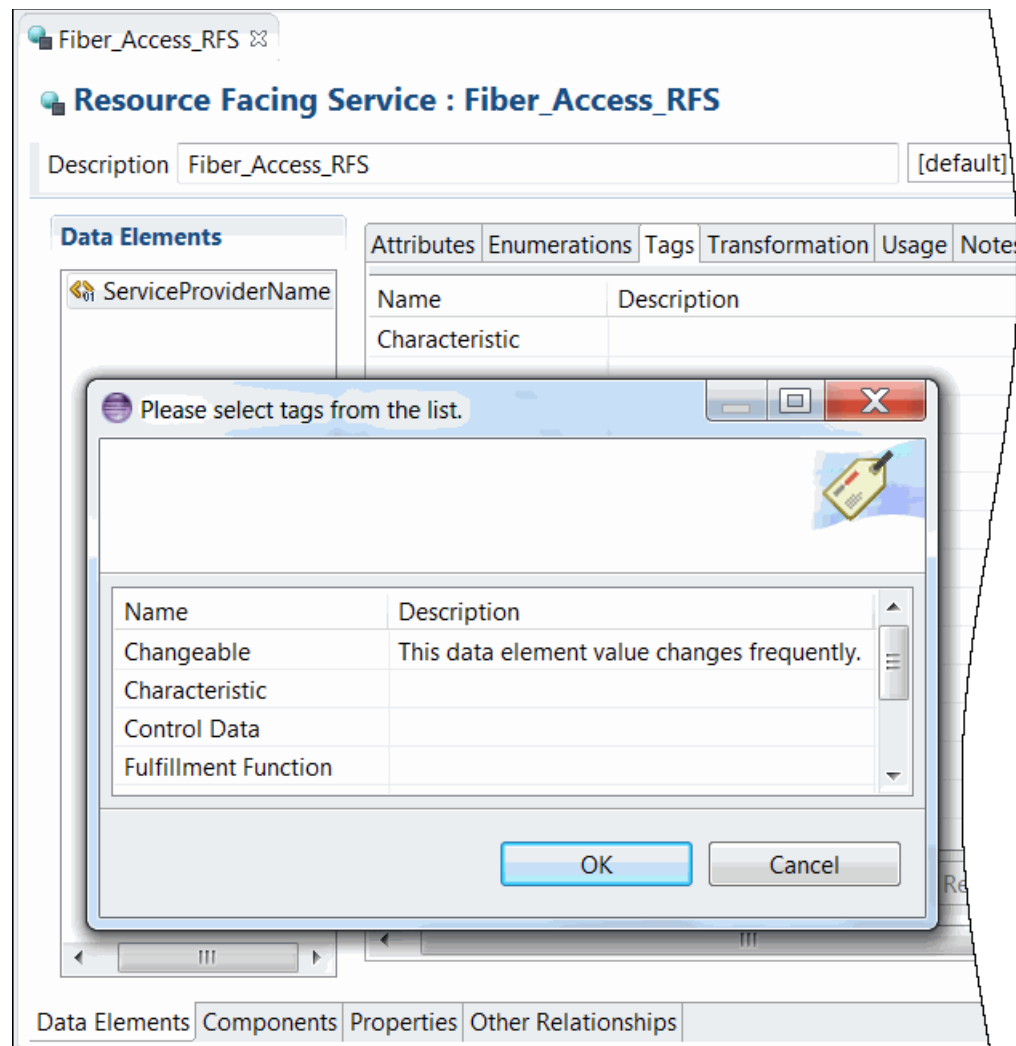 Fiber_Access_RFS
Resource Facing Service : Fiber_Access_RFS
Description Fiber_Access_RFS [default]
Data Elements
Attributes Enumerations Tags Transformation Usage Notes
ServiceProviderName
Name Description
Characteristic
Please select tags from the list.
Name Description
Changeable This data element value changes frequently.
Characteristic
Control Data
Fulfillment Function
OK Cancel
Re
Data Elements Components Properties Other Relationships